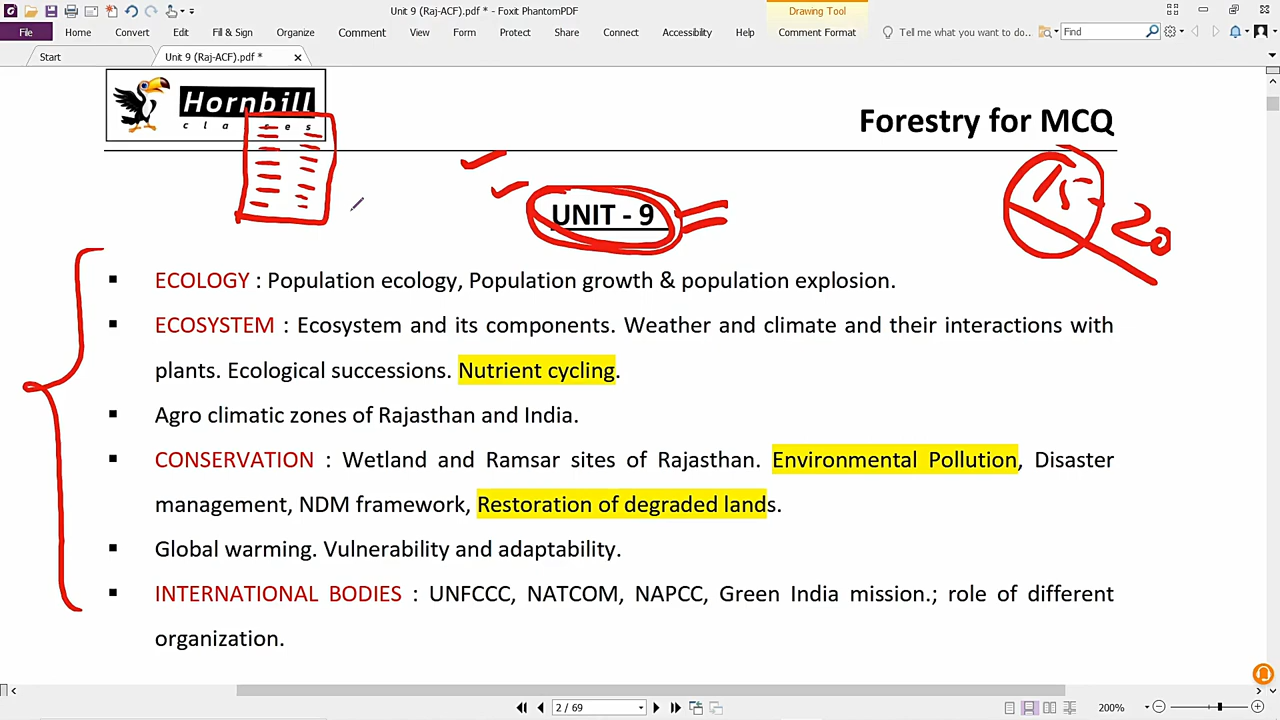 Unit 9 (Raj-ACF).pdf * - Foxit PhantomPDF
Drawing Tool
File Home Convert Edit Fill & Sign Organize Comment View Form Protect Share Connect Accessibility Help Comment Format Tell me what you want to do... Find
Start Unit 9 (Raj-ACF).pdf *
Hornbill
classes
Forestry for MCQ
15-20
UNIT - 9
▪ ECOLOGY : Population ecology, Population growth & population explosion.
▪ ECOSYSTEM : Ecosystem and its components. Weather and climate and their interactions with
plants. Ecological successions. Nutrient cycling.
▪ Agro climatic zones of Rajasthan and India.
▪ CONSERVATION : Wetland and Ramsar sites of Rajasthan. Environmental Pollution, Disaster
management, NDM framework, Restoration of degraded lands.
▪ Global warming. Vulnerability and adaptability.
▪ INTERNATIONAL BODIES : UNFCCC, NATCOM, NAPCC, Green India mission.; role of different
organization.
2 / 69
200%